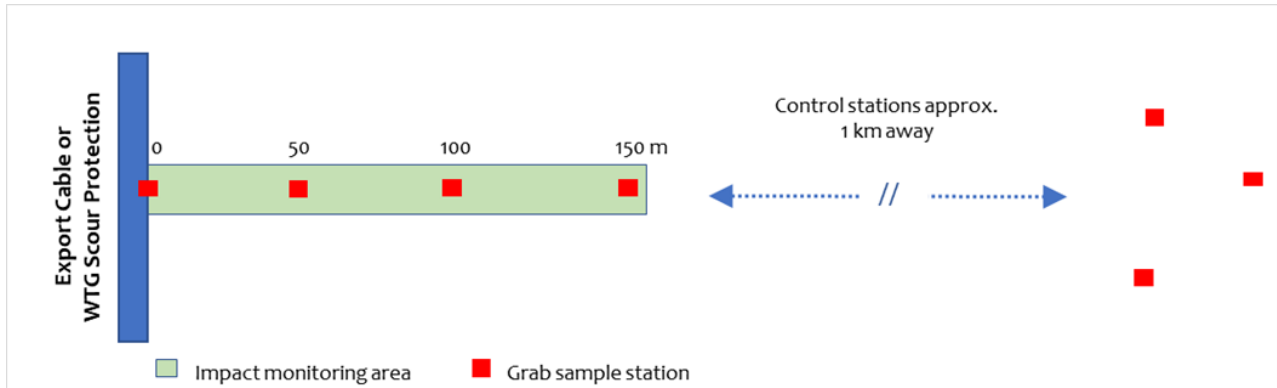 Export Cable or
WTG Scour Protection
0 50 100 150 m
Control stations approx.
1 km away
//
Impact monitoring area
Grab sample station